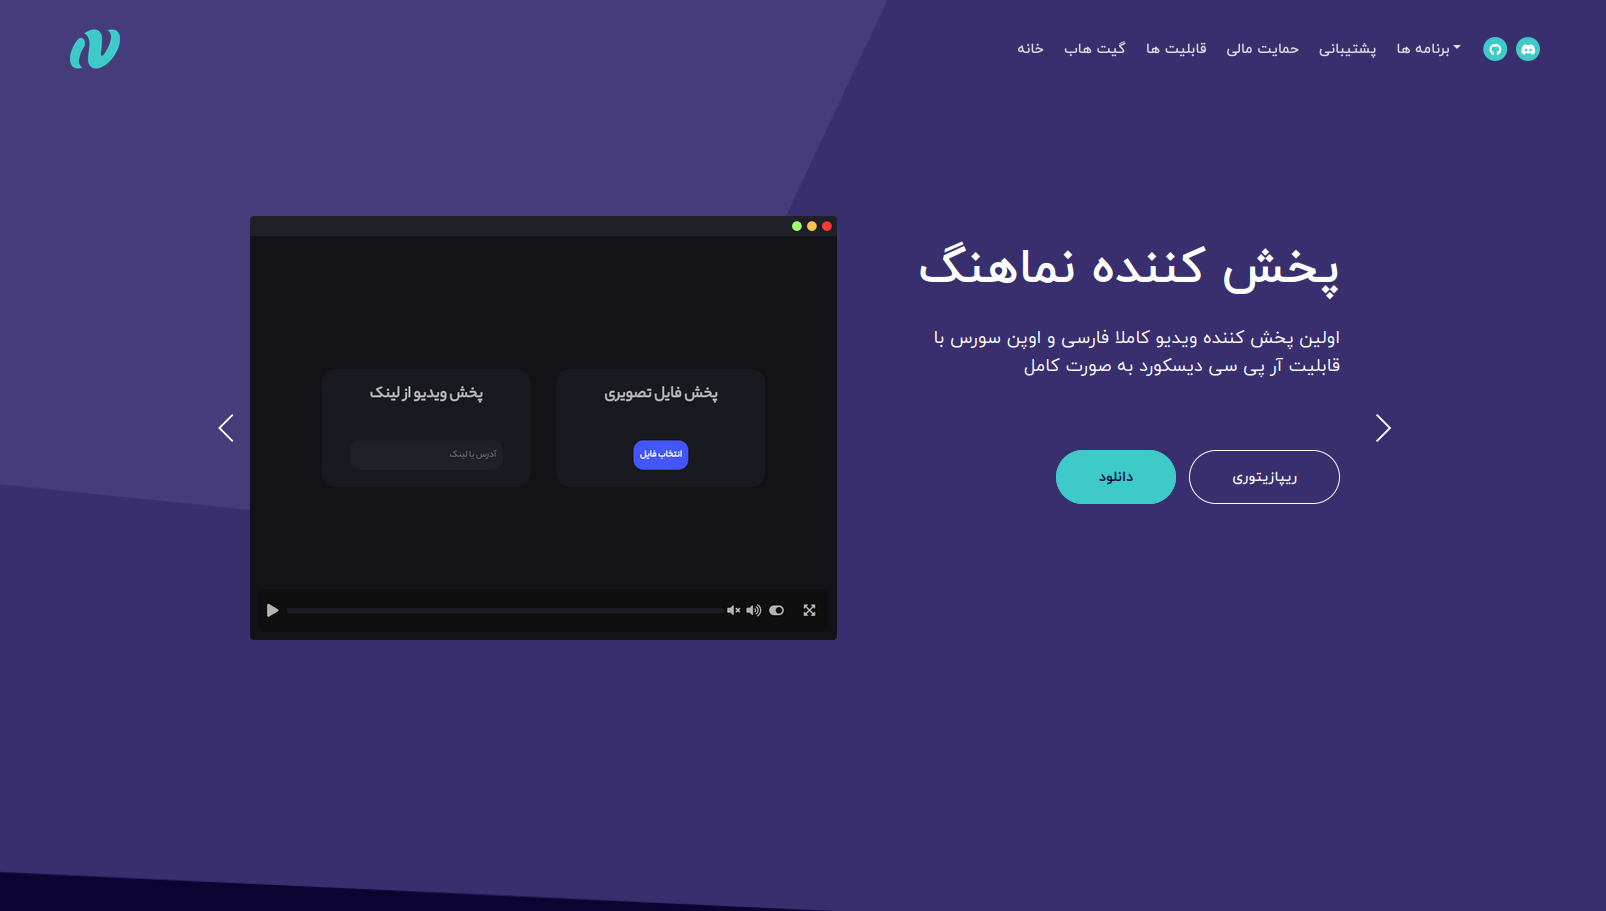 برنامه ها
پشتیبانی
حمایت مالی
قابلیت ها
گیت هاب
خانه
پخش کننده نماهنگ
اولین پخش کننده ویدیو کاملا فارسی و اوپن سورس با
قابلیت آر پی سی دیسکورد به صورت کامل
ریپازیتوری
دانلود
پخش فایل تصویری
انتخاب فایل
پخش ویدیو از لینک
آدرس یا لینک